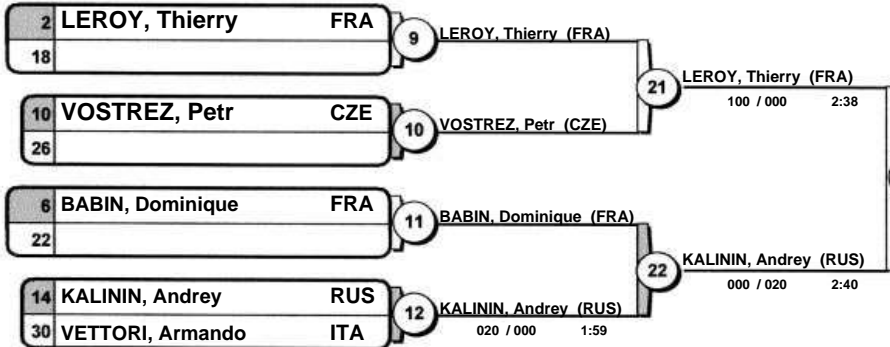 2 LEROY, Thierry FRA
18
9 LEROY, Thierry (FRA)
10 VOSTREZ, Petr CZE
26
10 VOSTREZ, Petr (CZE)
21 LEROY, Thierry (FRA)
100 / 000 2:38
6 BABIN, Dominique FRA
22
11 BABIN, Dominique (FRA)
14 KALININ, Andrey RUS
30 VETTORI, Armando ITA
12 KALININ, Andrey (RUS)
020 / 000 1:59
22 KALININ, Andrey (RUS)
000 / 020 2:40